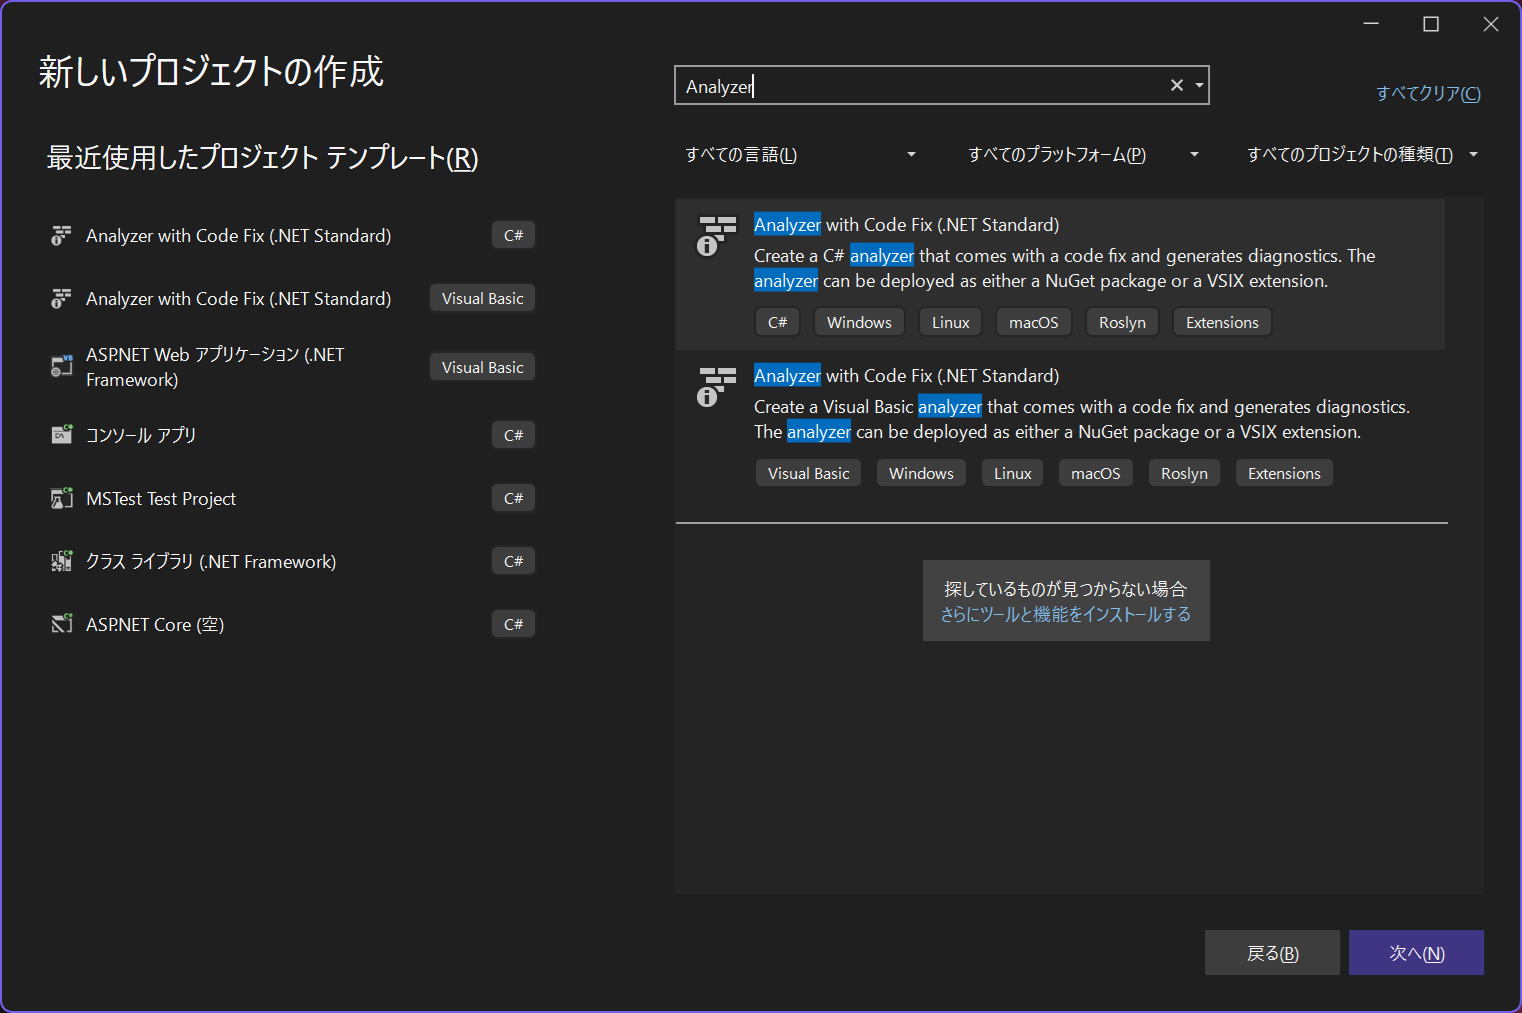 新しいプロジェクトの作成
最近使用したプロジェクト テンプレート(R)
Analyzer with Code Fix (.NET Standard)
C#
Analyzer with Code Fix (.NET Standard)
Visual Basic
ASP.NET Web アプリケーション (.NET
Framework)
Visual Basic
コンソール アプリ
C#
MSTest Test Project
C#
クラス ライブラリ (.NET Framework)
C#
ASP.NET Core (空)
C#
Analyzer
すべてクリア(C)
すべての言語(L)
すべてのプラットフォーム(P)
すべてのプロジェクトの種類(T)
Analyzer with Code Fix (.NET Standard)
Create a C# analyzer that comes with a code fix and generates diagnostics. The
analyzer can be deployed as either a NuGet package or a VSIX extension.
C# Windows Linux macOS Roslyn Extensions
Analyzer with Code Fix (.NET Standard)
Create a Visual Basic analyzer that comes with a code fix and generates diagnostics.
The analyzer can be deployed as either a NuGet package or a VSIX extension.
Visual Basic Windows Linux macOS Roslyn Extensions
探しているものが見つからない場合
さらにツールと機能をインストールする
戻る(B)
次へ(N)